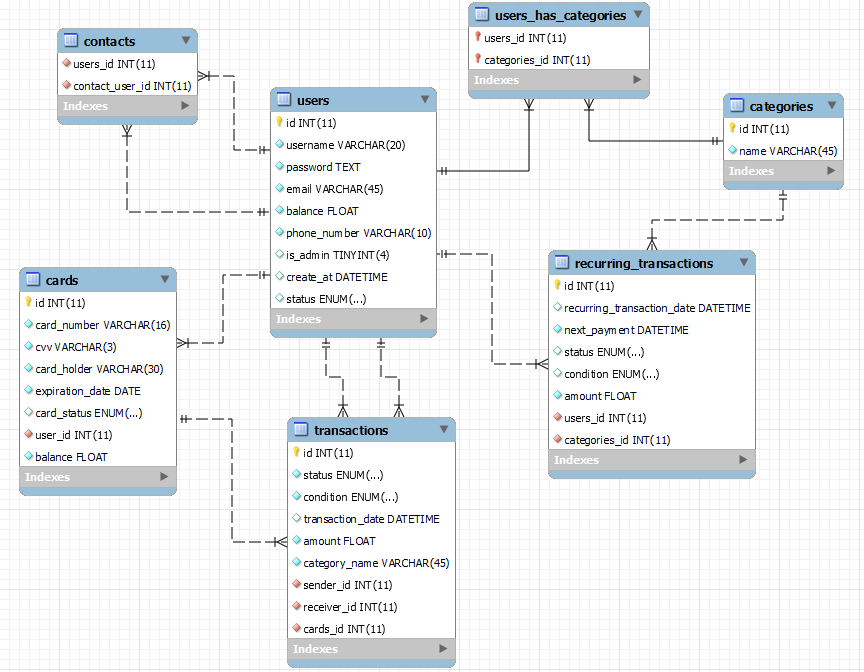 contacts
users_id INT(11)
contact_user_id INT(11)
Indexes
users_has_categories
users_id INT(11)
categories_id INT(11)
Indexes
users
id INT(11)
username VARCHAR(20)
password TEXT
email VARCHAR(45)
balance FLOAT
phone_number VARCHAR(10)
is_admin TINYINT(4)
create_at DATETIME
status ENUM(...)
Indexes
categories
id INT(11)
name VARCHAR(45)
Indexes
cards
id INT(11)
card_number VARCHAR(16)
cvv VARCHAR(3)
card_holder VARCHAR(30)
expiration_date DATE
card_status ENUM(...)
user_id INT(11)
balance FLOAT
Indexes
recurring_transactions
id INT(11)
recurring_transaction_date DATETIME
next_payment DATETIME
status ENUM(...)
condition ENUM(...)
amount FLOAT
users_id INT(11)
categories_id INT(11)
Indexes
transactions
id INT(11)
status ENUM(...)
condition ENUM(...)
transaction_date DATETIME
amount FLOAT
category_name VARCHAR(45)
sender_id INT(11)
receiver_id INT(11)
cards_id INT(11)
Indexes